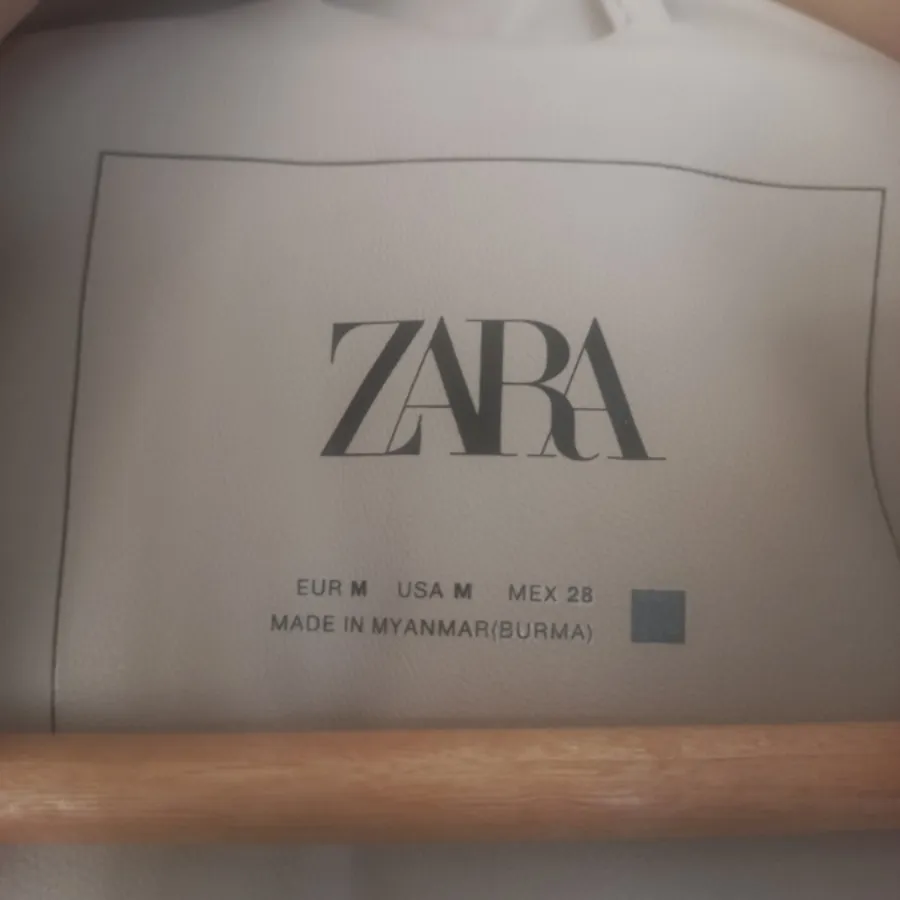 ZARA
EUR M USA M MEX 28
MADE IN MYANMAR(BURMA)